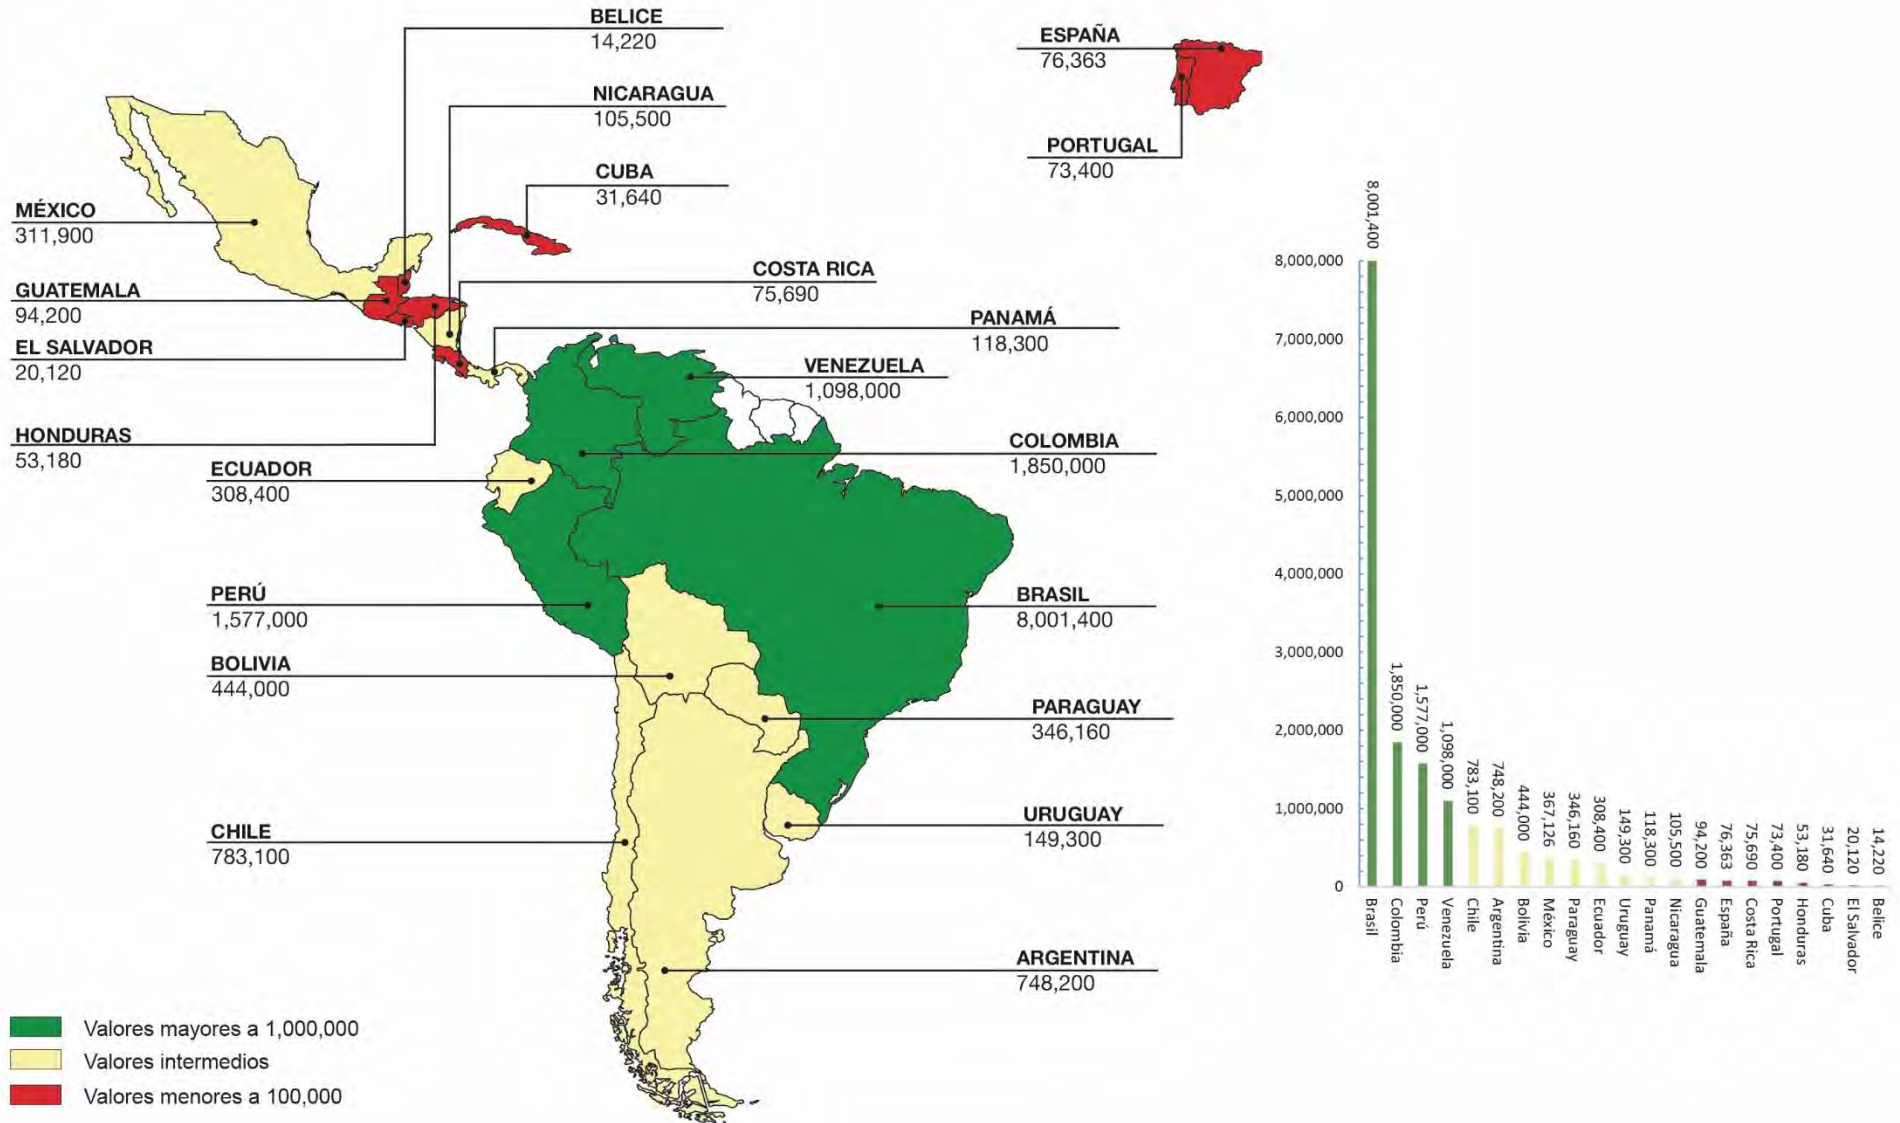 BELICE
14,220
ESPAÑA
76,363
NICARAGUA
105,500
PORTUGAL
73,400
CUBA
31,640
MÉXICO
311,900
COSTA RICA
75,690
GUATEMALA
94,200
PANAMÁ
118,300
EL SALVADOR
20,120
VENEZUELA
1,098,000
HONDURAS
53,180
COLOMBIA
1,850,000
ECUADOR
308,400
PERÚ
1,577,000
BRASIL
8,001,400
BOLIVIA
444,000
PARAGUAY
346,160
CHILE
783,100
URUGUAY
149,300
ARGENTINA
748,200
Valores mayores a 1,000,000
Valores intermedios
Valores menores a 100,000
8,000,000
7,000,000
6,000,000
5,000,000
4,000,000
3,000,000
2,000,000
1,000,000
0
8,001,400
1,850,000
1,577,000
1,098,000
783,100
748,200
444,000
367,126
346,160
308,400
149,300
118,300
105,500
94,200
76,363
75,690
73,400
53,180
31,640
20,120
14,220
Brasil
Colombia
Perú
Venezuela
Chile
Argentina
Bolivia
México
Paraguay
Ecuador
Uruguay
Panamá
Nicaragua
Guatemala
España
Costa Rica
Portugal
Honduras
Cuba
El Salvador
Belice